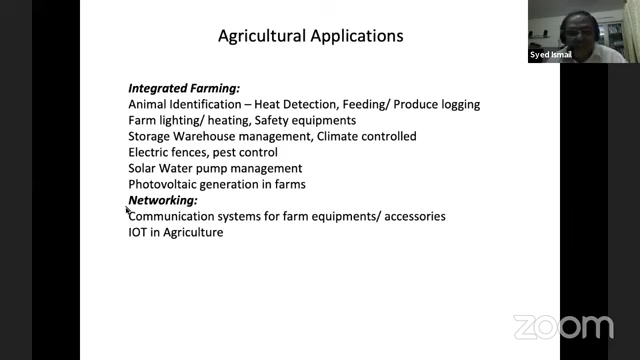 Agricultural Applications
Syed Ismail
Integrated Farming:
Animal Identification – Heat Detection, Feeding/ Produce logging
Farm lighting/ heating, Safety equipments
Storage Warehouse management, Climate controlled
Electric fences, pest control
Solar Water pump management
Photovoltaic generation in farms
Networking:
Communication systems for farm equipments/ accessories
IOT in Agriculture
zoom